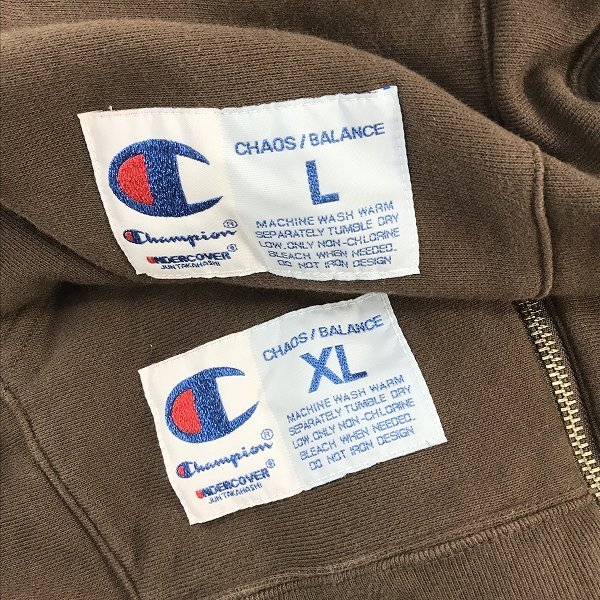 CHAOS/BALANCE
L
MACHINE WASH WARM
SEPARATELY TUMBLE DRY
LOW.ONLY NON-CHLORINE
BLEACH WHEN NEEDED.
DO NOT IRON DESIGN
Champion®
UNDERCOVER®
JUN TAKAHASHI
CHAOS/BALANCE
XL
MACHINE WASH WARM
SEPARATELY TUMBLE DRY
LOW.ONLY NON-CHLORINE
BLEACH WHEN NEEDED.
DO NOT IRON DESIGN
Champion®
UNDERCOVER®
JUN TAKAHASHI